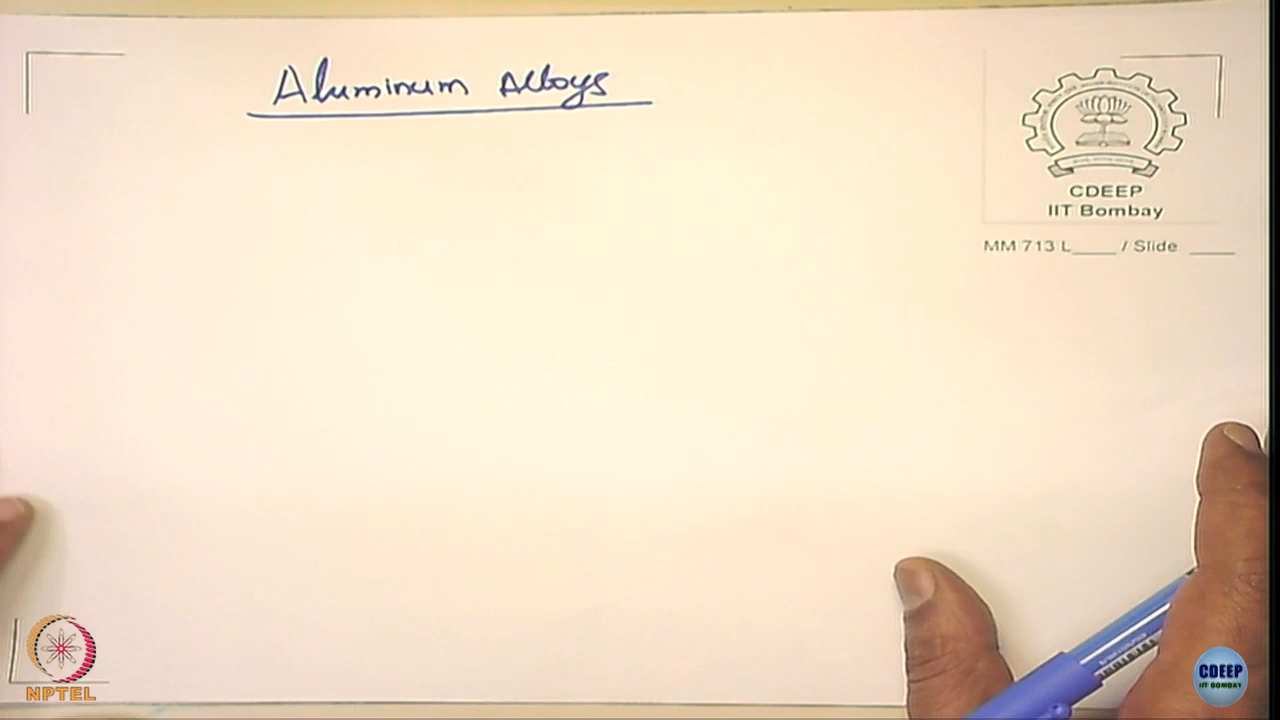 Aluminum Alloys
CDEEP
IIT Bombay
MM 713 L____ / Slide ____
NPTEL
CDEEP
IIT BOMBAY